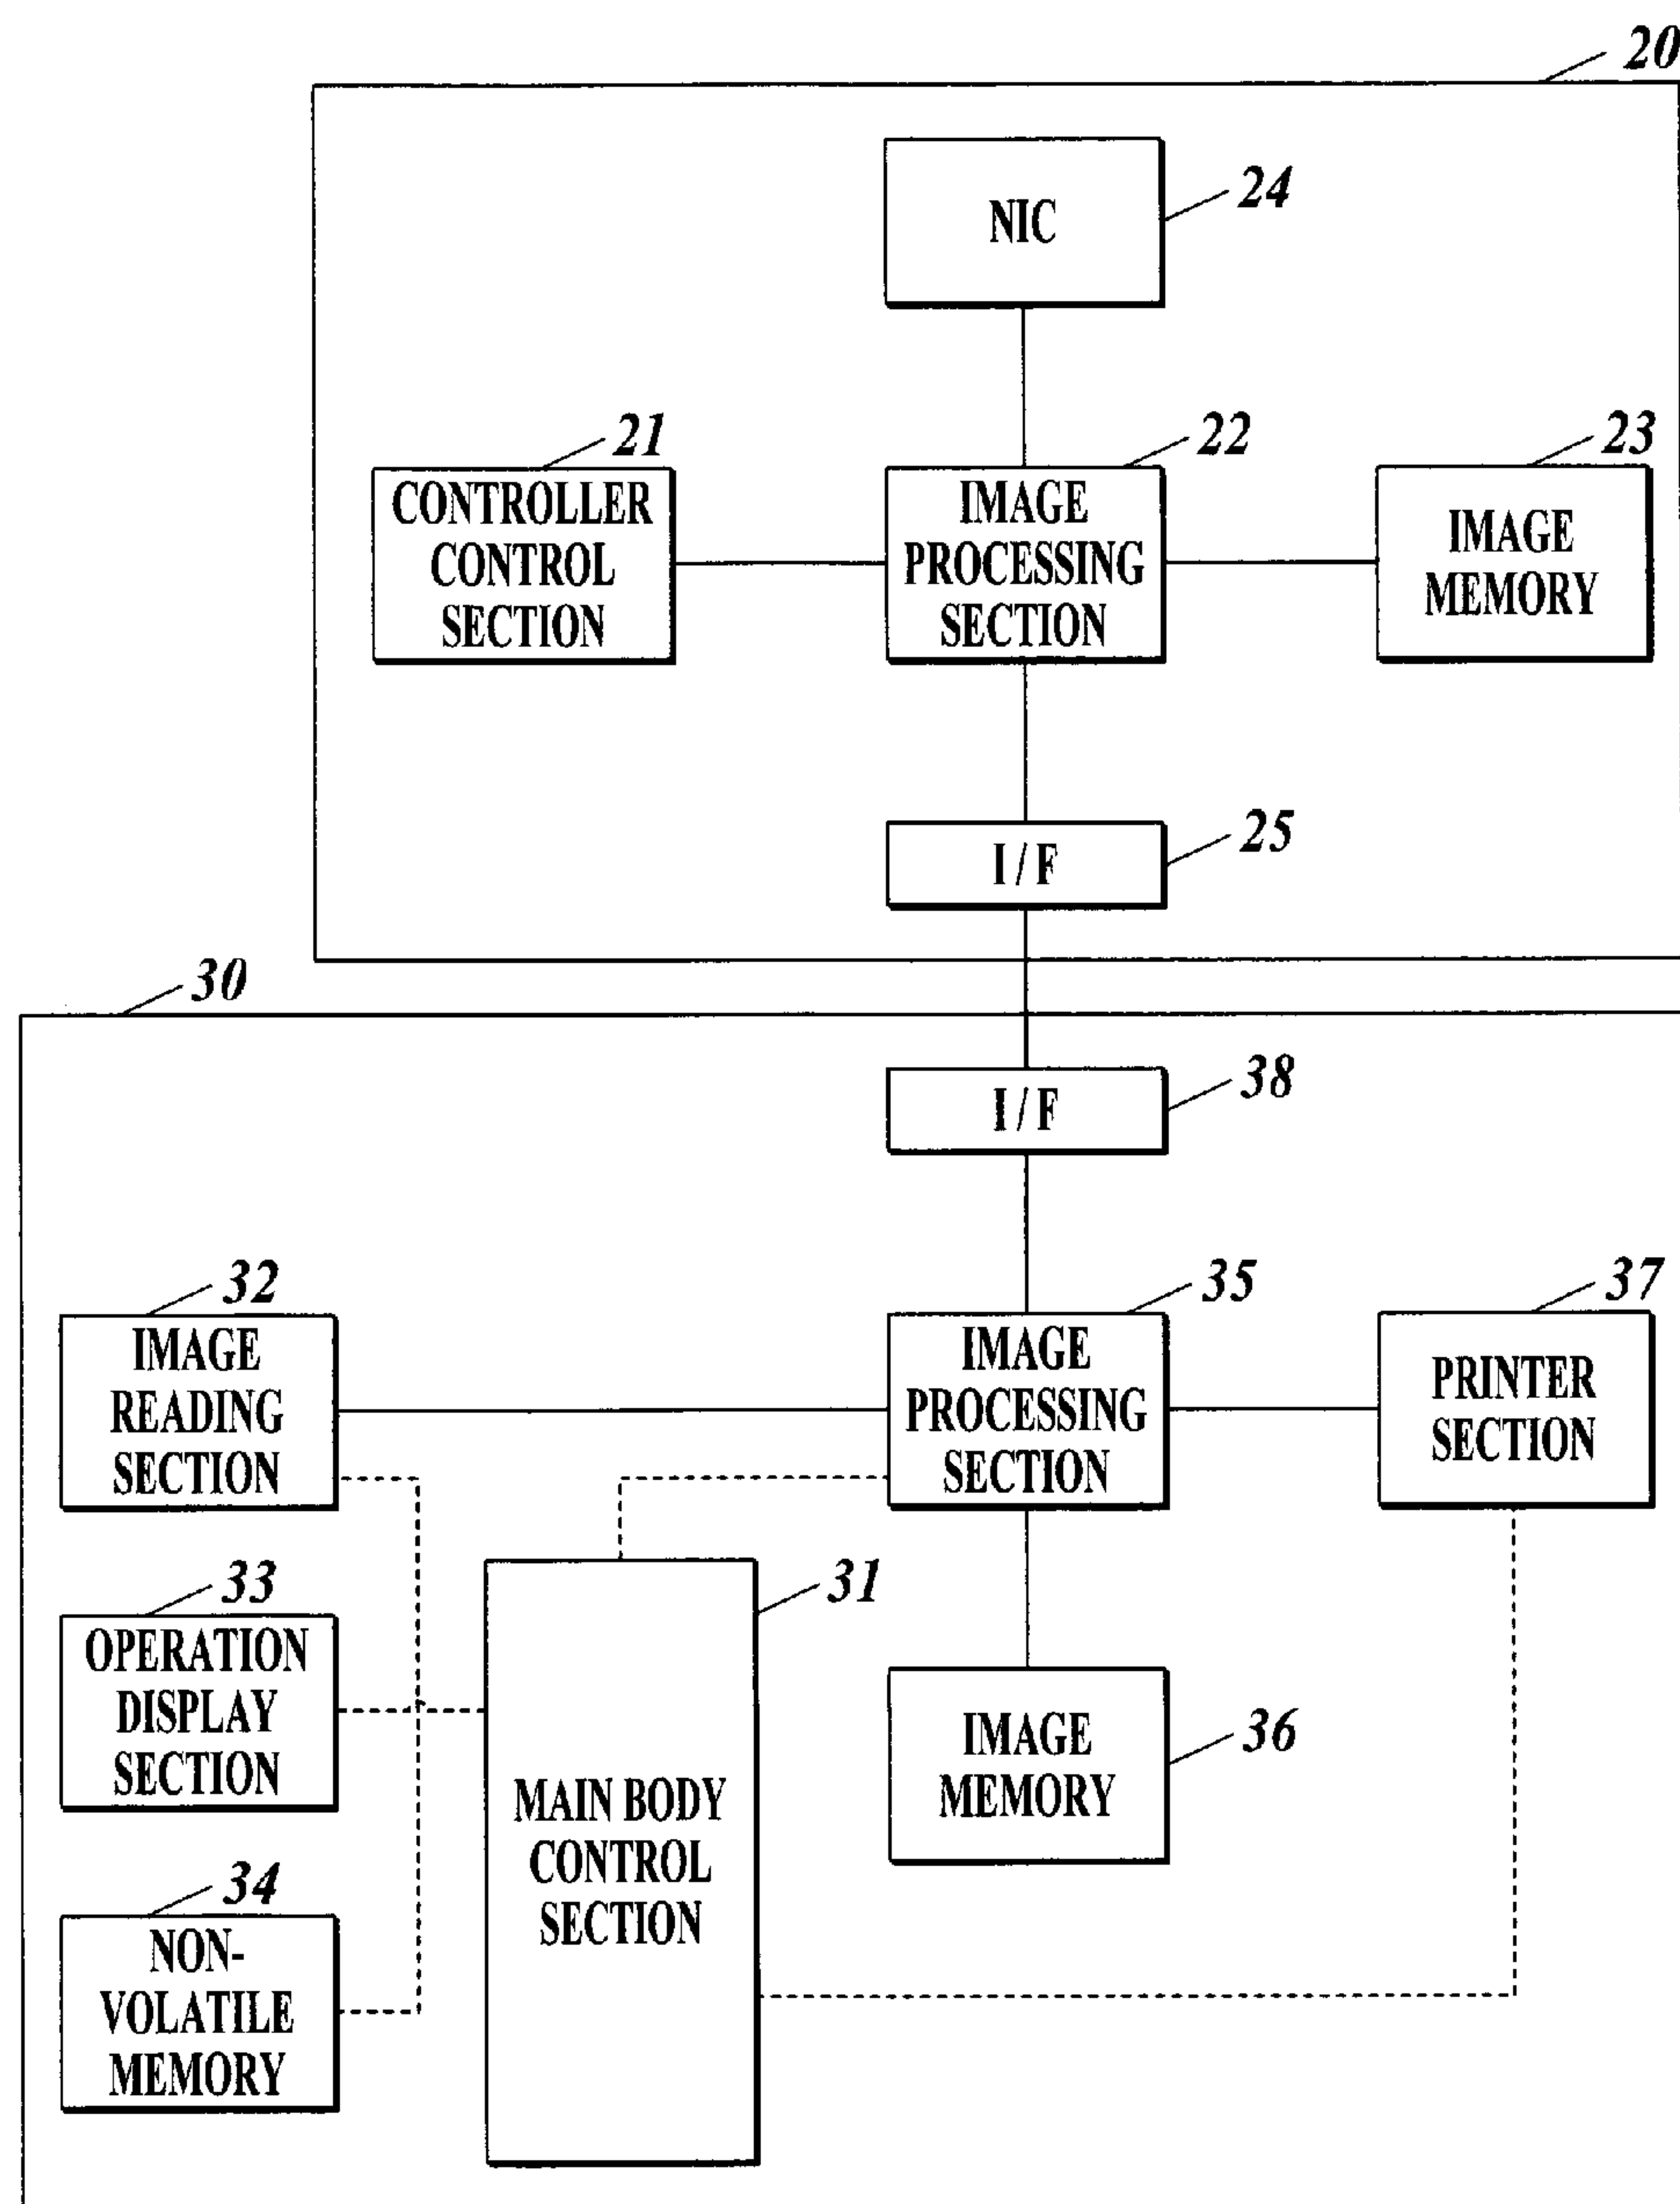 20
24
NIC
21
22
23
CONTROLLER
CONTROL
SECTION
IMAGE
PROCESSING
SECTION
IMAGE
MEMORY
25
I / F
30
38
I / F
32
35
37
IMAGE
READING
SECTION
IMAGE
PROCESSING
SECTION
PRINTER
SECTION
33
31
OPERATION
DISPLAY
SECTION
36
IMAGE
MEMORY
MAIN BODY
CONTROL
SECTION
34
NON-
VOLATILE
MEMORY